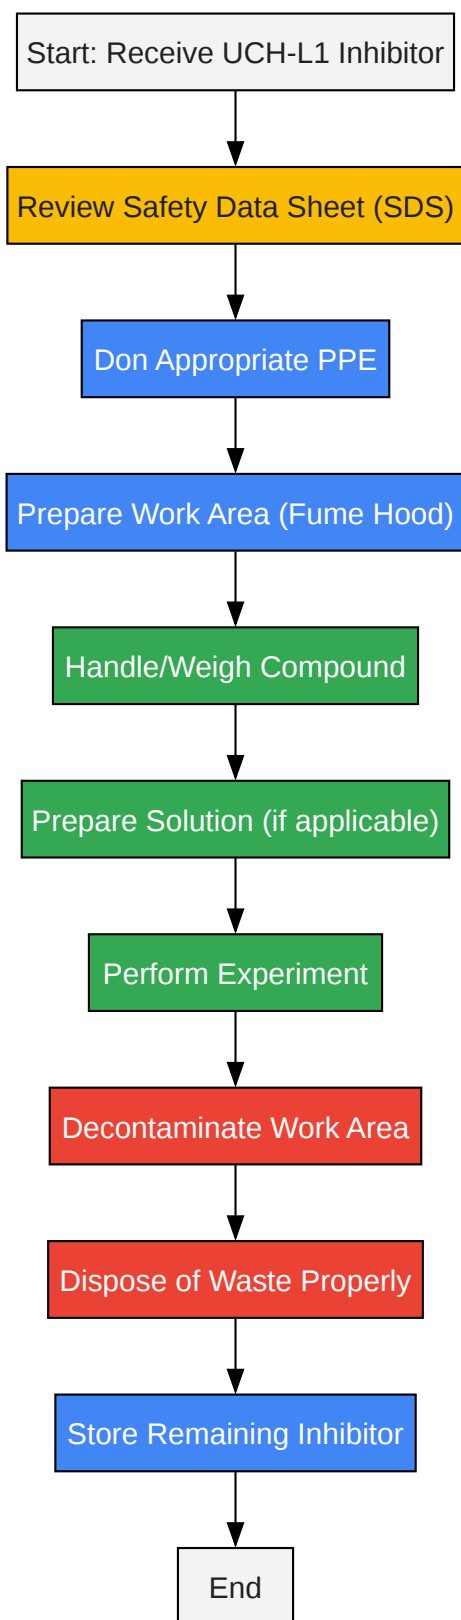 Start: Receive UCH-L1 Inhibitor
Review Safety Data Sheet (SDS)
Don Appropriate PPE
Prepare Work Area (Fume Hood)
Handle/Weigh Compound
Prepare Solution (if applicable)
Perform Experiment
Decontaminate Work Area
Dispose of Waste Properly
Store Remaining Inhibitor
End